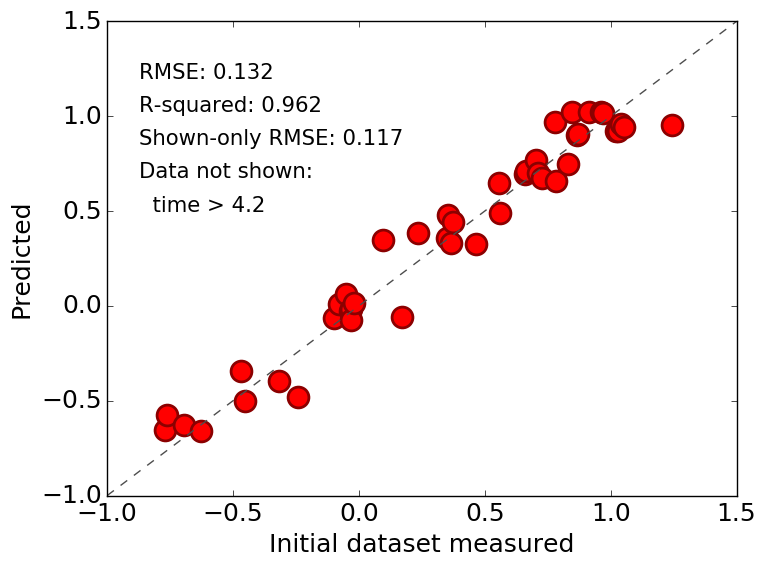 1.5
RMSE: 0.132
1.0
R-squared: 0.962
Shown-only RMSE: 0.117
Data not shown:
time > 4.2
0.5
Predicted
0.0
−0.5
−1.0
−1.0 −0.5 0.0 0.5 1.0 1.5
Initial dataset measured